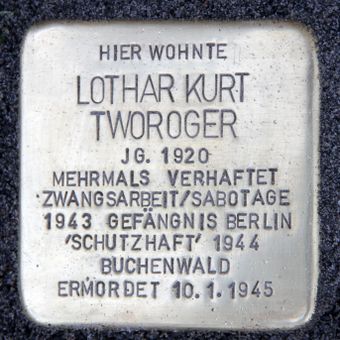 HIER WOHNTE
LOTHAR KURT
TWOROGER
JG. 1920
MEHRMALS VERHAFTET
ZWANGSARBEIT/SABOTAGE
1943 GEFÄNGNIS BERLIN
'SCHUTZHAFT' 1944
BUCHENWALD
ERMORDET 10.1.1945